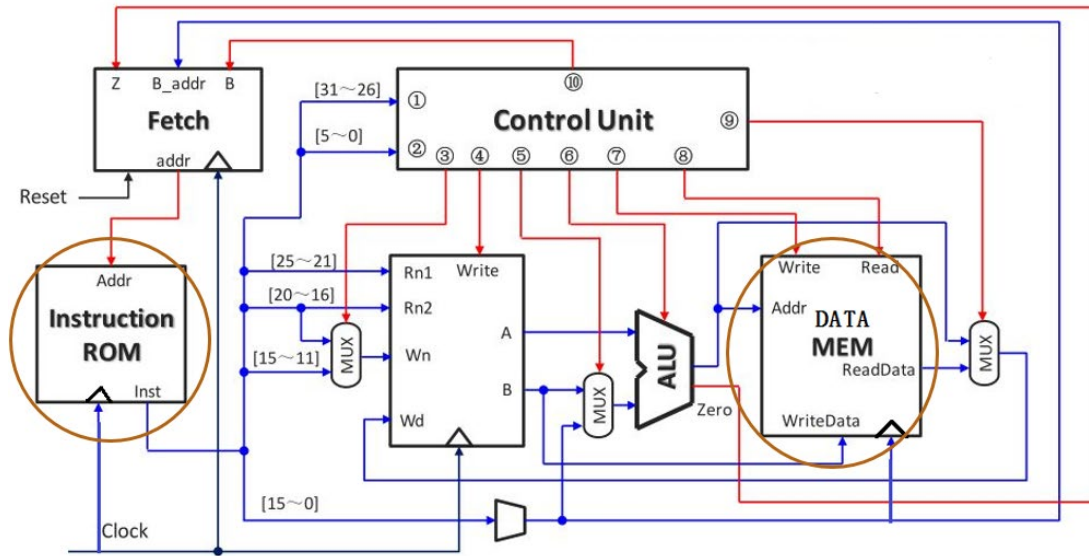 Z B_addr B
Fetch
addr
Reset
[31～26]
[5～0]
① ② ③ ④ ⑤ ⑥ ⑦ ⑧ ⑨ ⑩
Control Unit
Addr
Instruction
ROM
Inst
[25～21]
[20～16]
[15～11]
MUX
Rn1
Rn2
Wn
Wd
Write
A
B
MUX
ALU
Zero
Write Read
Addr
DATA
MEM
ReadData
WriteData
MUX
[15～0]
Clock